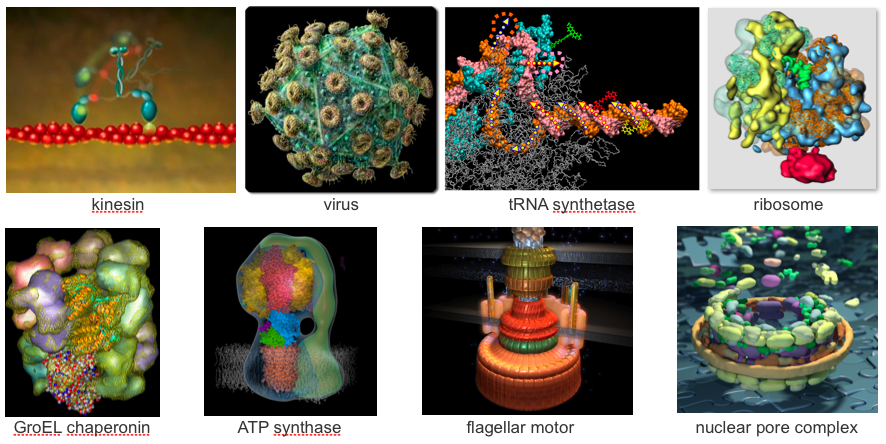 kinesin
virus
tRNA synthetase
ribosome
GroEL chaperonin
ATP synthase
flagellar motor
nuclear pore complex